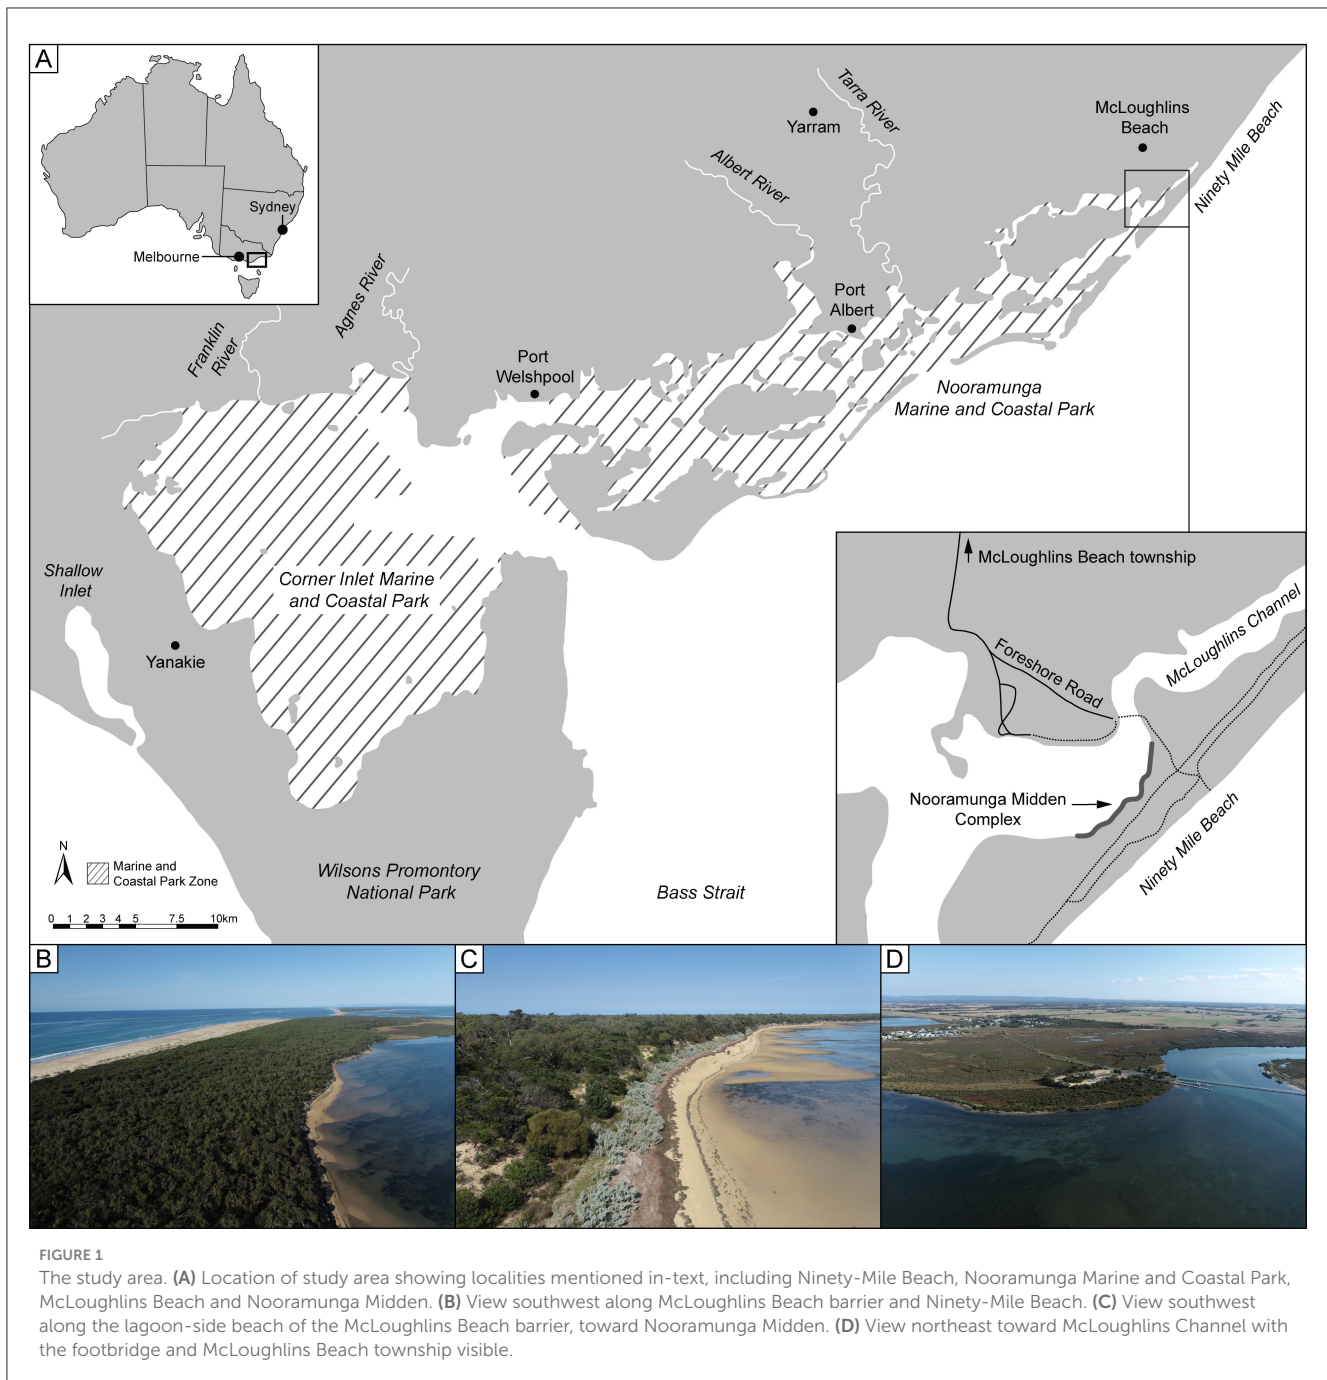 A
Sydney
Melbourne
Tarra River
Yarram
McLoughlins
Beach
Ninety Mile Beach
Albert River
Agnes River
Franklin
River
Port
Albert
Port
Welshpool
Nooramunga
Marine and Coastal Park
Shallow
Inlet
Corner Inlet Marine
and Coastal Park
Yanakie
McLoughlins Beach township
McLoughlins Channel
Foreshore Road
Nooramunga Midden
Complex
Ninety Mile Beach
N
Marine and
Coastal Park Zone
0 1 2 3 4 5 7.5 10km
Wilsons Promontory
National Park
Bass Strait
B
C
D
FIGURE 1
The study area. (A) Location of study area showing localities mentioned in-text, including Ninety-Mile Beach, Nooramunga Marine and Coastal Park,
McLoughlins Beach and Nooramunga Midden. (B) View southwest along McLoughlins Beach barrier and Ninety-Mile Beach. (C) View southwest
along the lagoon-side beach of the McLoughlins Beach barrier, toward Nooramunga Midden. (D) View northeast toward McLoughlins Channel with
the footbridge and McLoughlins Beach township visible.